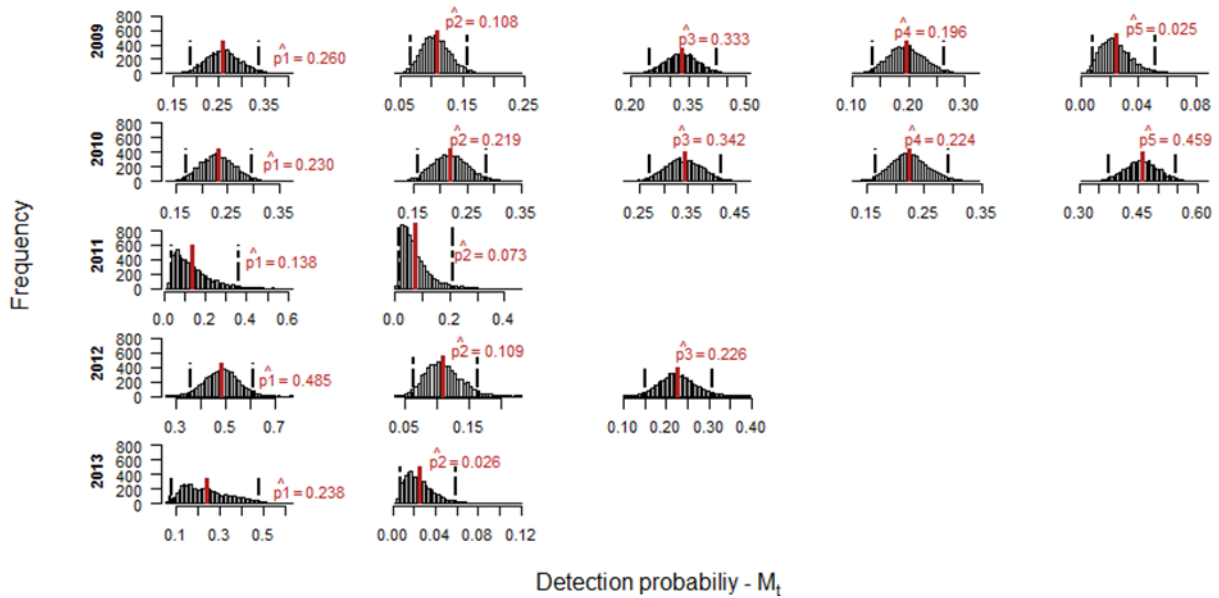 Frequency
2009
800
600
400
200
0
p̂1 = 0.260
0.15 0.25 0.35
p̂2 = 0.108
0.05 0.15 0.25
p̂3 = 0.333
0.20 0.30 0.40 0.50
p̂4 = 0.196
0.10 0.20 0.30
p̂5 = 0.025
0.00 0.04 0.08
2010
800
600
400
200
0
p̂1 = 0.230
0.15 0.25 0.35
p̂2 = 0.219
0.15 0.25 0.35
p̂3 = 0.342
0.25 0.35 0.45
p̂4 = 0.224
0.15 0.25 0.35
p̂5 = 0.459
0.30 0.45 0.60
2011
800
600
400
200
0
p̂1 = 0.138
0.0 0.2 0.4 0.6
p̂2 = 0.073
0.0 0.2 0.4
2012
800
600
400
200
0
p̂1 = 0.485
0.3 0.5 0.7
p̂2 = 0.109
0.05 0.15
p̂3 = 0.226
0.10 0.20 0.30 0.40
2013
800
600
400
200
0
p̂1 = 0.238
0.1 0.3 0.5
p̂2 = 0.026
0.00 0.04 0.08 0.12
Detection probabiliy - Mt